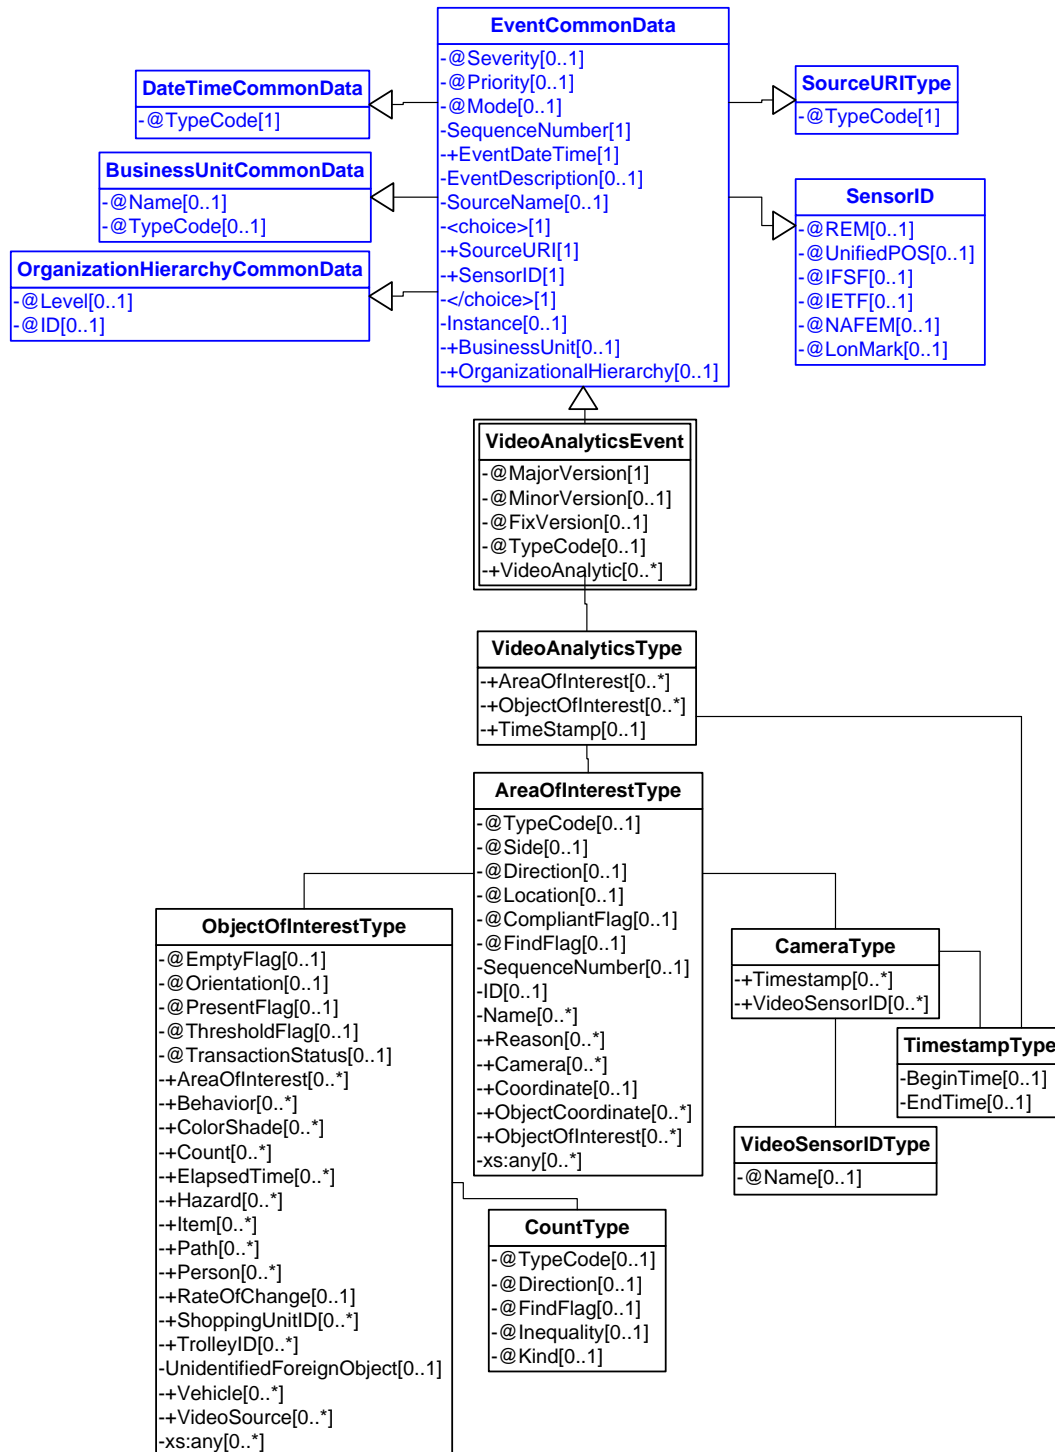 EventCommonData
-@Severity[0..1]
-@Priority[0..1]
-@Mode[0..1]
-SequenceNumber[1]
-+EventDateTime[1]
-EventDescription[0..1]
-SourceName[0..1]
-<choice>[1]
-+SourceURI[1]
-+SensorID[1]
-</choice>[1]
-Instance[0..1]
-+BusinessUnit[0..1]
-+OrganizationalHierarchy[0..1]
DateTimeCommonData
-@TypeCode[1]
BusinessUnitCommonData
-@Name[0..1]
-@TypeCode[0..1]
OrganizationHierarchyCommonData
-@Level[0..1]
-@ID[0..1]
SourceURIType
-@TypeCode[1]
SensorID
-@REM[0..1]
-@UnifiedPOS[0..1]
-@IFSF[0..1]
-@IETF[0..1]
-@NAFEM[0..1]
-@LonMark[0..1]
VideoAnalyticsEvent
-@MajorVersion[1]
-@MinorVersion[0..1]
-@FixVersion[0..1]
-@TypeCode[0..1]
-+VideoAnalytic[0..*]
VideoAnalyticsType
-+AreaOfInterest[0..*]
-+ObjectOfInterest[0..*]
-+TimeStamp[0..1]
AreaOfInterestType
-@TypeCode[0..1]
-@Side[0..1]
-@Direction[0..1]
-@Location[0..1]
-@CompliantFlag[0..1]
-@FindFlag[0..1]
-SequenceNumber[0..1]
-ID[0..1]
-Name[0..*]
-+Reason[0..*]
-+Camera[0..*]
-+Coordinate[0..1]
-+ObjectCoordinate[0..*]
-+ObjectOfInterest[0..*]
-xs:any[0..*]
ObjectOfInterestType
-@EmptyFlag[0..1]
-@Orientation[0..1]
-@PresentFlag[0..1]
-@ThresholdFlag[0..1]
-@TransactionStatus[0..1]
-+AreaOfInterest[0..*]
-+Behavior[0..*]
-+ColorShade[0..*]
-+Count[0..*]
-+ElapsedTime[0..*]
-+Hazard[0..*]
-+Item[0..*]
-+Path[0..*]
-+Person[0..*]
-+RateOfChange[0..1]
-+ShoppingUnitID[0..*]
-+TrolleyID[0..*]
-UnidentifiedForeignObject[0..1]
-+Vehicle[0..*]
-+VideoSource[0..*]
-xs:any[0..*]
CameraType
-+Timestamp[0..*]
-+VideoSensorID[0..*]
TimestampType
-BeginTime[0..1]
-EndTime[0..1]
VideoSensorIDType
-@Name[0..1]
CountType
-@TypeCode[0..1]
-@Direction[0..1]
-@FindFlag[0..1]
-@Inequality[0..1]
-@Kind[0..1]